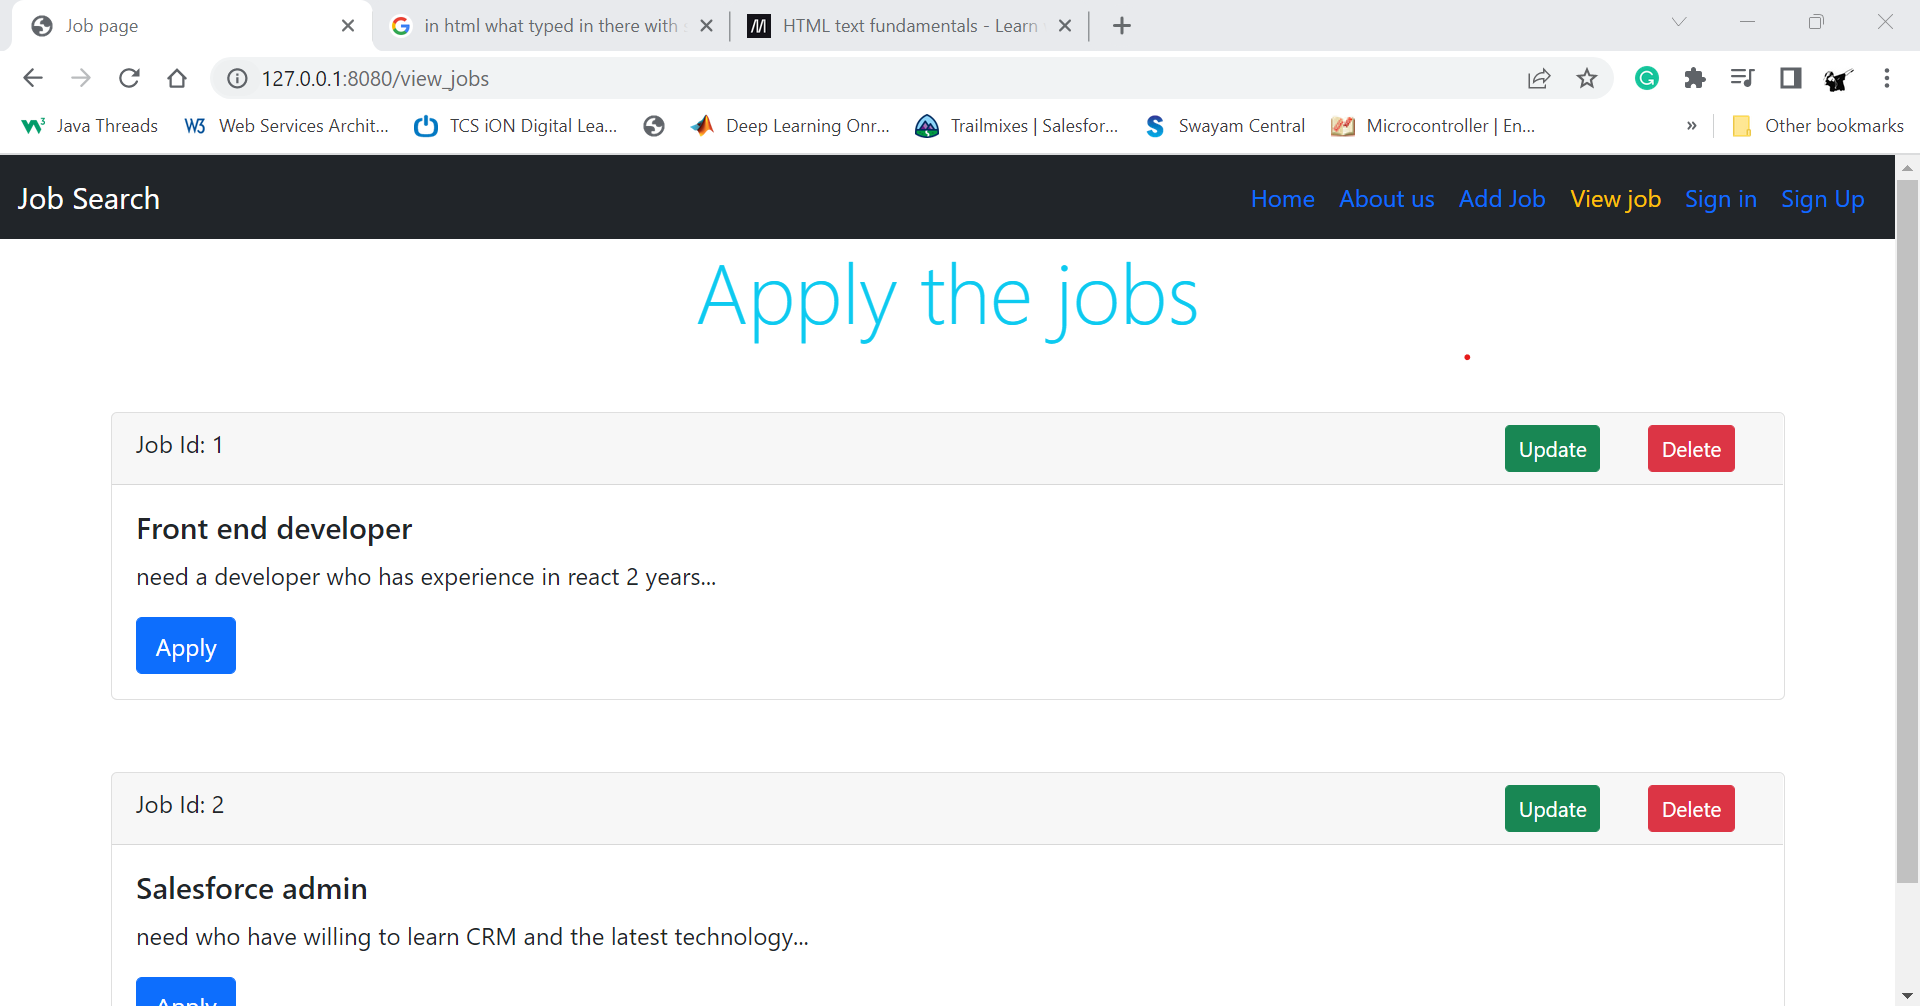 Job page
in html what typed in there with
HTML text fundamentals - Learn
127.0.0.1:8080/view_jobs
Java Threads
Web Services Archit...
TCS iON Digital Lea...
Deep Learning Onr...
Trailmixes | Salesfor...
Swayam Central
Microcontroller | En...
»
Other bookmarks
Job Search
Home About us Add Job View job Sign in Sign Up
Apply the jobs
Job Id: 1
Update Delete
Front end developer
need a developer who has experience in react 2 years...
Apply
Job Id: 2
Update Delete
Salesforce admin
need who have willing to learn CRM and the latest technology...
Apply